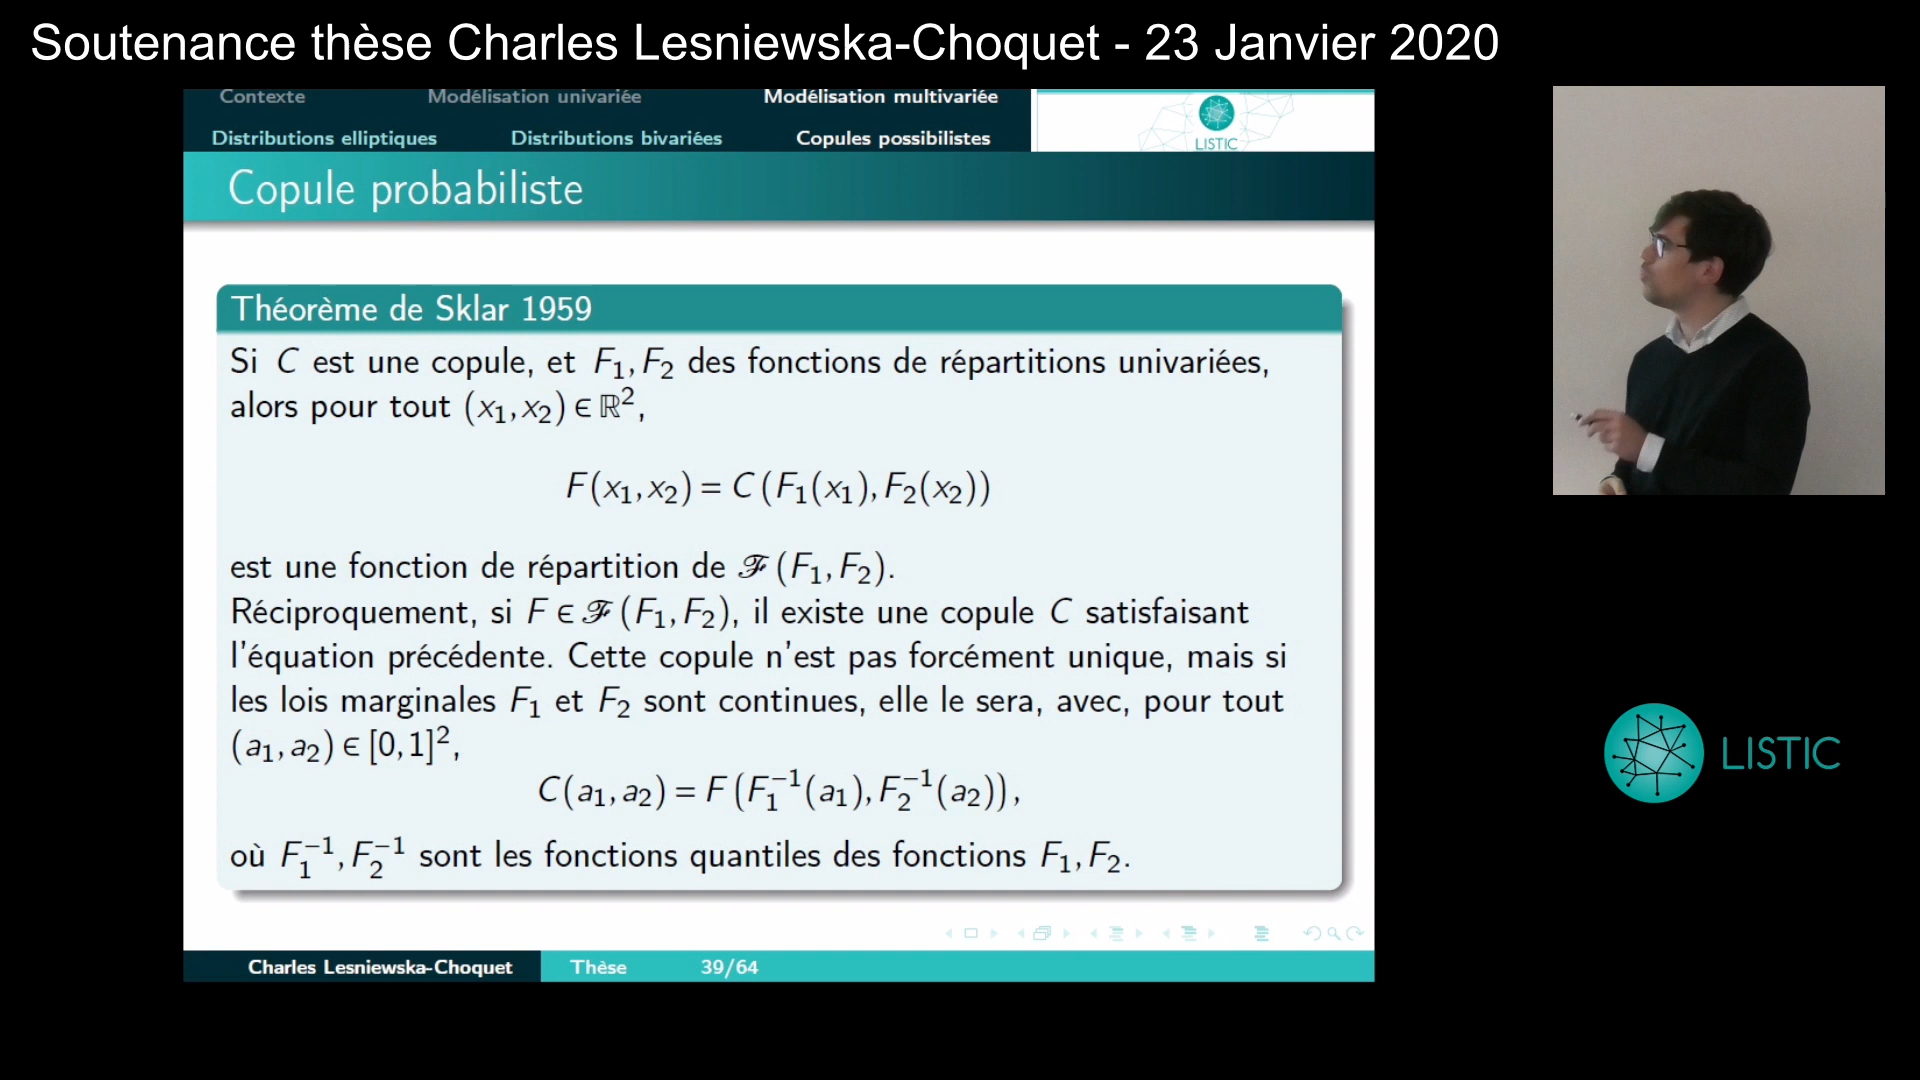 Soutenance thèse Charles Lesniewska-Choquet - 23 Janvier 2020
Contexte Modélisation univariée Modélisation multivariée
Distributions elliptiques Distributions bivariées Copules possibilistes
LISTIC
Copule probabiliste
Théorème de Sklar 1959
Si C est une copule, et F₁, F₂ des fonctions de répartitions univariées,
alors pour tout (x₁, x₂) ∈ ℝ²,
F(x₁, x₂) = C(F₁(x₁), F₂(x₂))
est une fonction de répartition de ℱ(F₁, F₂).
Réciproquement, si F ∈ ℱ(F₁, F₂), il existe une copule C satisfaisant
l'équation précédente. Cette copule n'est pas forcément unique, mais si
les lois marginales F₁ et F₂ sont continues, elle le sera, avec, pour tout
(a₁, a₂) ∈ [0,1]²,
C(a₁, a₂) = F(F₁⁻¹(a₁), F₂⁻¹(a₂)),
où F₁⁻¹, F₂⁻¹ sont les fonctions quantiles des fonctions F₁, F₂.
Charles Lesniewska-Choquet Thèse 39/64
LISTIC